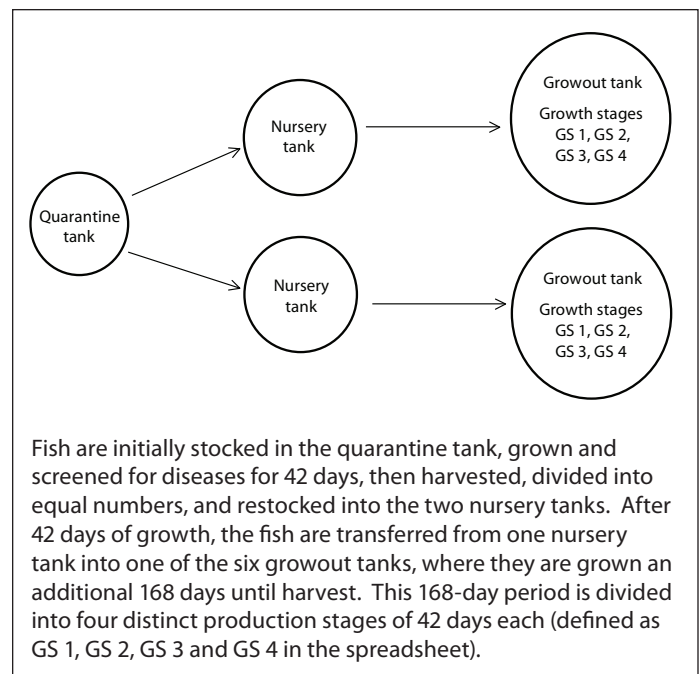 Quarantine
tank
Nursery
tank
Growout tank
Growth stages
GS 1, GS 2,
GS 3, GS 4
Nursery
tank
Growout tank
Growth stages
GS 1, GS 2,
GS 3, GS 4
Fish are initially stocked in the quarantine tank, grown and
screened for diseases for 42 days, then harvested, divided into
equal numbers, and restocked into the two nursery tanks. After
42 days of growth, the fish are transferred from one nursery
tank into one of the six growout tanks, where they are grown an
additional 168 days until harvest. This 168-day period is divided
into four distinct production stages of 42 days each (defined as
GS 1, GS 2, GS 3 and GS 4 in the spreadsheet).